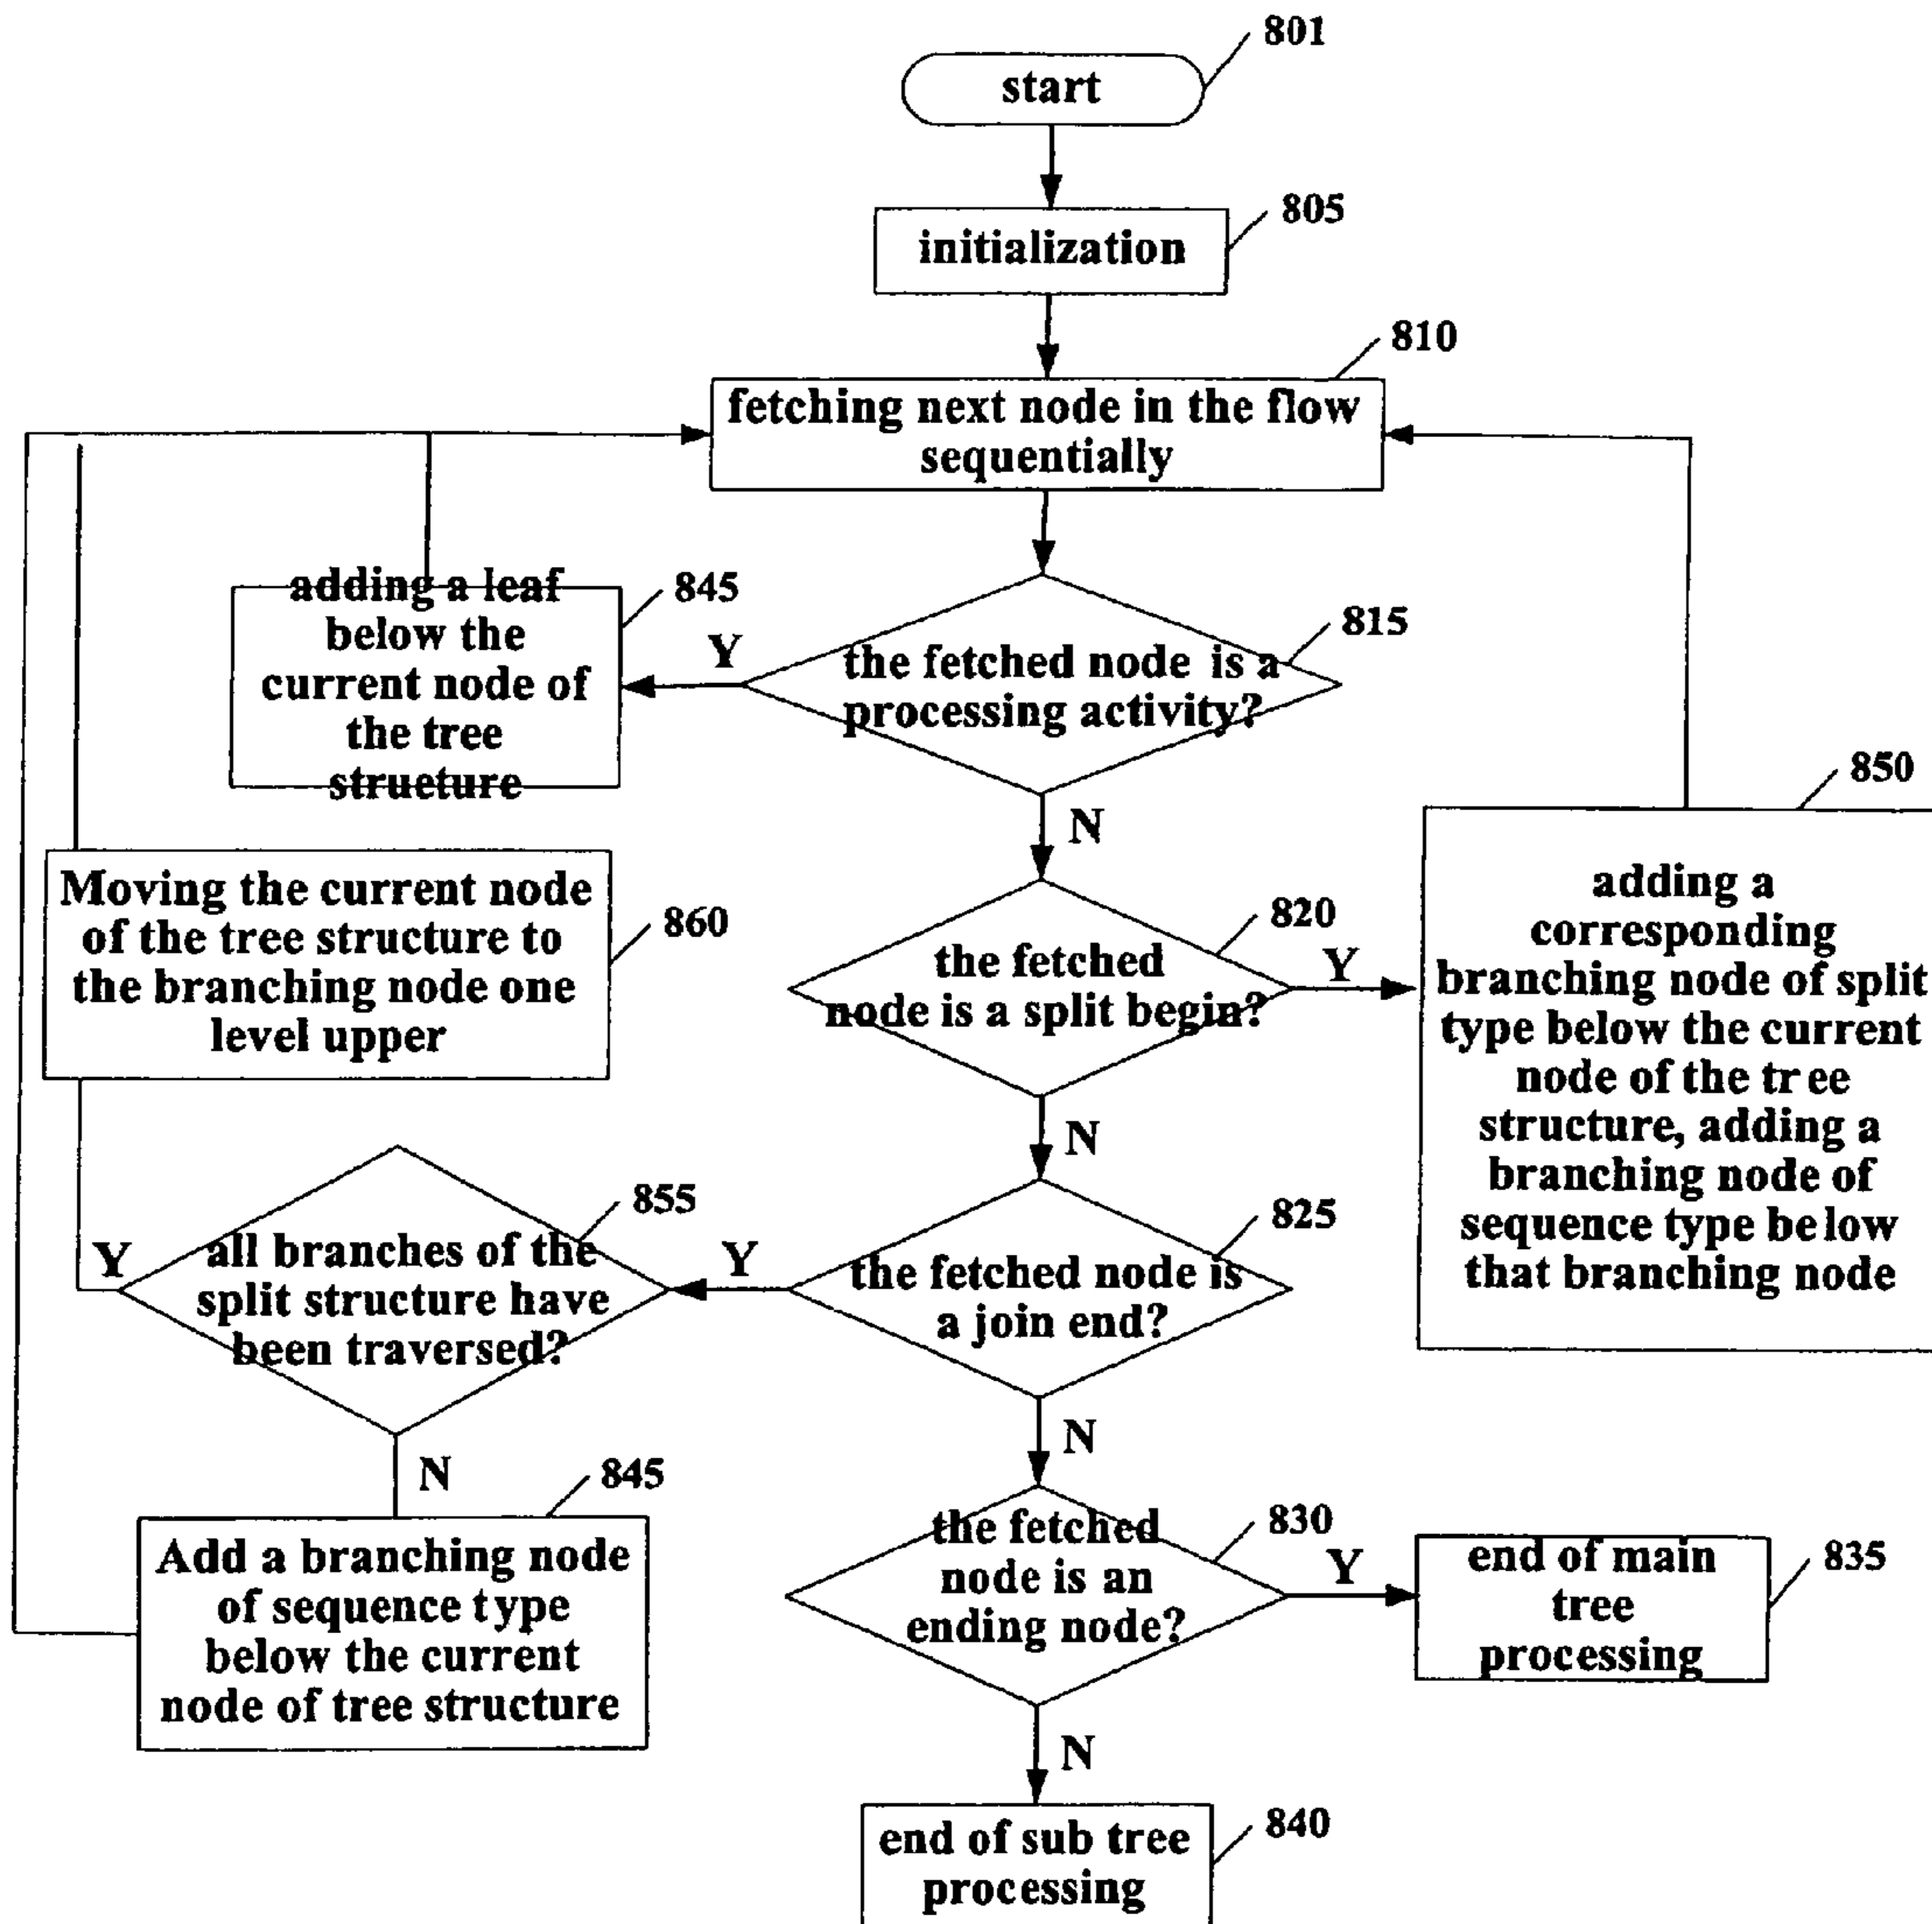 801
start
805
initialization
810
fetching next node in the flow
sequentially
adding a leaf
below the
current node of
the tree
structure
845
Y
the fetched node is a
processing activity?
815
N
850
adding a
corresponding
branching node of split
type below the current
node of the tree
structure, adding a
branching node of
sequence type below
that branching node
Moving the current node
of the tree structure to
the branching node one
level upper
860
820
the fetched
node is a split begin?
Y
N
855
Y
all branches of the
split structure have
been traversed?
Y
825
the fetched node is
a join end?
N
N
845
Add a branching node
of sequence type
below the current
node of tree structure
the fetched
node is an
ending node?
830
Y
end of main
tree
processing
835
N
end of sub tree
processing
840